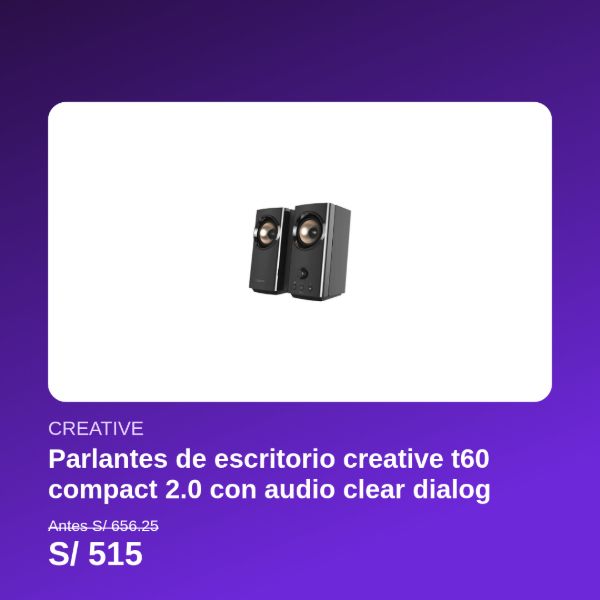 CREATIVE
Parlantes de escritorio creative t60
compact 2.0 con audio clear dialog
Antes S/ 656.25
S/ 515